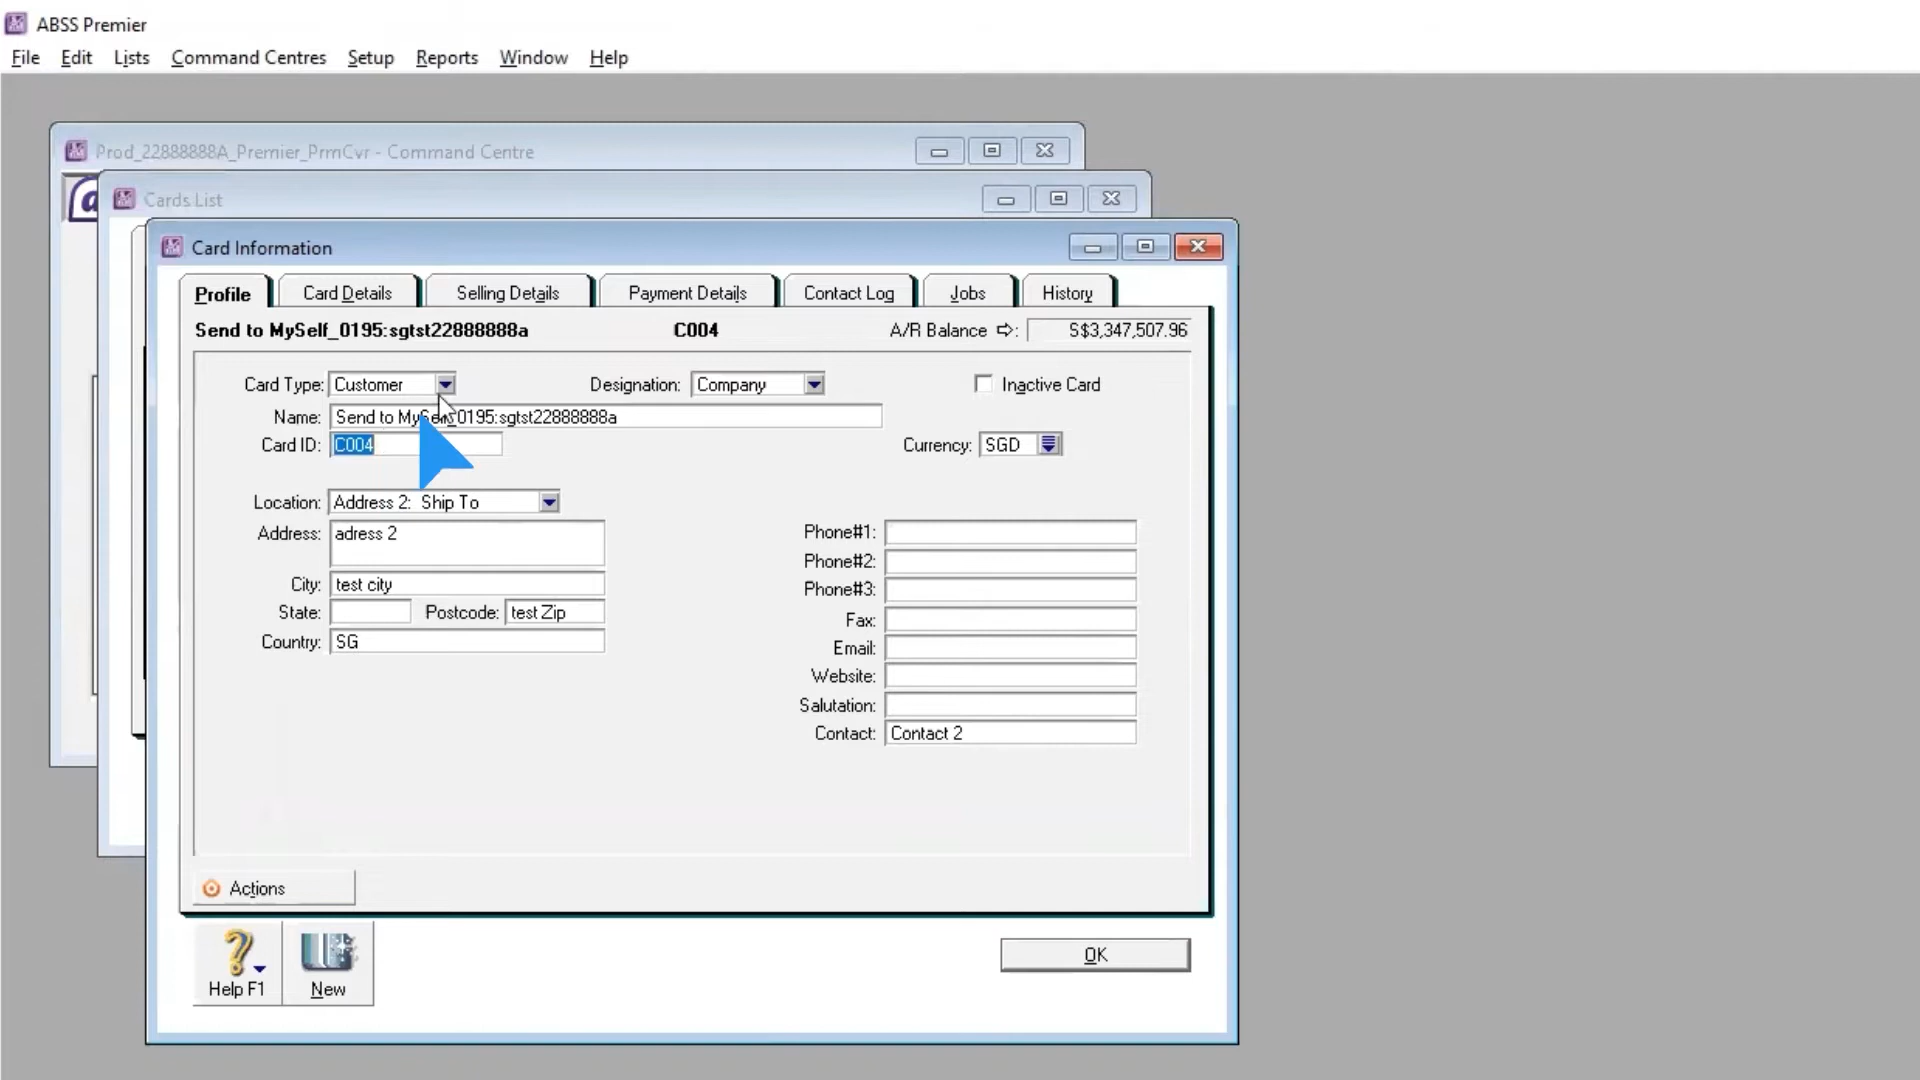 ABSS Premier
File Edit Lists Command Centres Setup Reports Window Help
Prod_22888888A_Premier_PrmCvr - Command Centre
Cards List
Card Information
Profile Card Details Selling Details Payment Details Contact Log Jobs History
Send to MySelf_0195:sgtst22888888a C004 A/R Balance ⇨: S$3,347,507.96
Card Type: Customer Designation: Company Inactive Card
Name: Send to MySelf_0195:sgtst22888888a
Card ID: C004 Currency: SGD
Location: Address 2: Ship To
Address: adress 2 Phone#1:
Phone#2:
City: test city Phone#3:
State: Postcode: test Zip Fax:
Country: SG Email:
Website:
Salutation:
Contact: Contact 2
Actions
Help F1 New OK